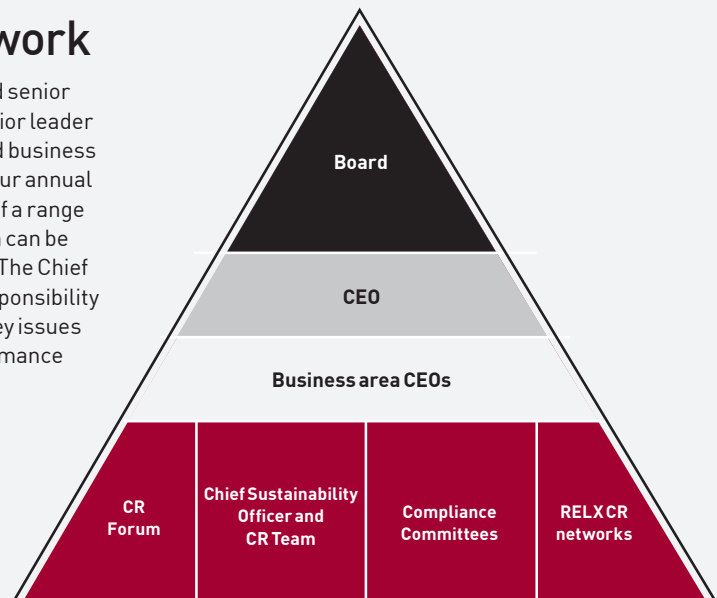 work
d senior
ior leader
d business
ur annual
f a range
can be
The Chief
ponsibility
ey issues
mance
Board
CEO
Business area CEOs
CR
Forum
Chief Sustainability
Officer and
CR Team
Compliance
Committees
RELX CR
networks